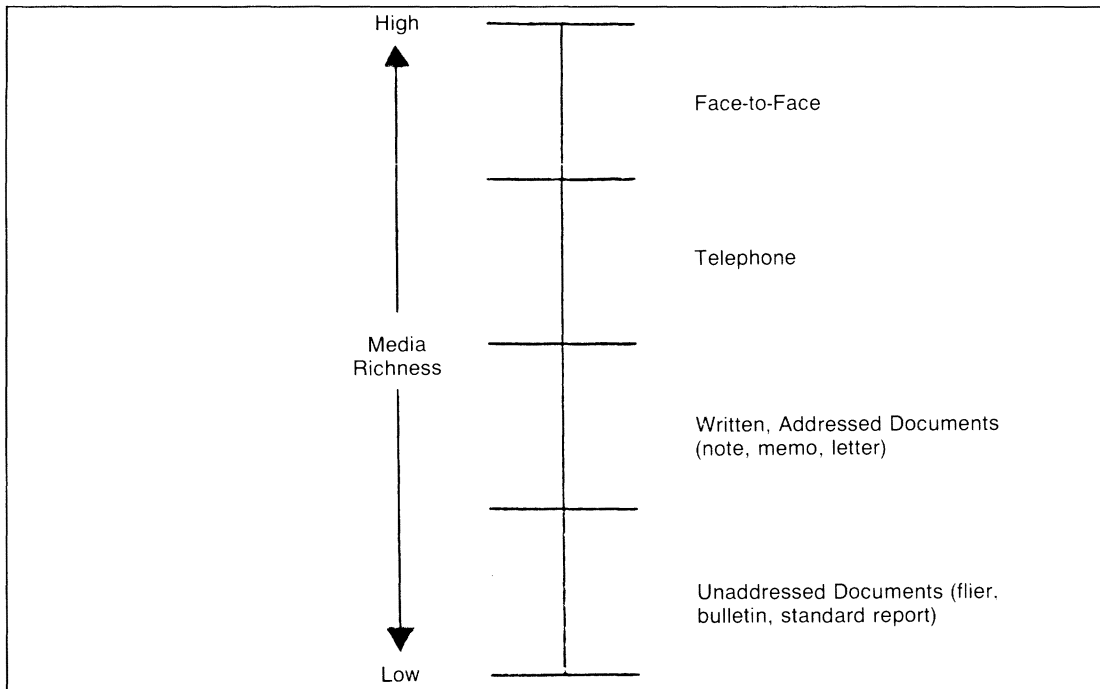 High
Face-to-Face
Telephone
Media
Richness
Written, Addressed Documents
(note, memo, letter)
Unaddressed Documents (flier,
bulletin, standard report)
Low